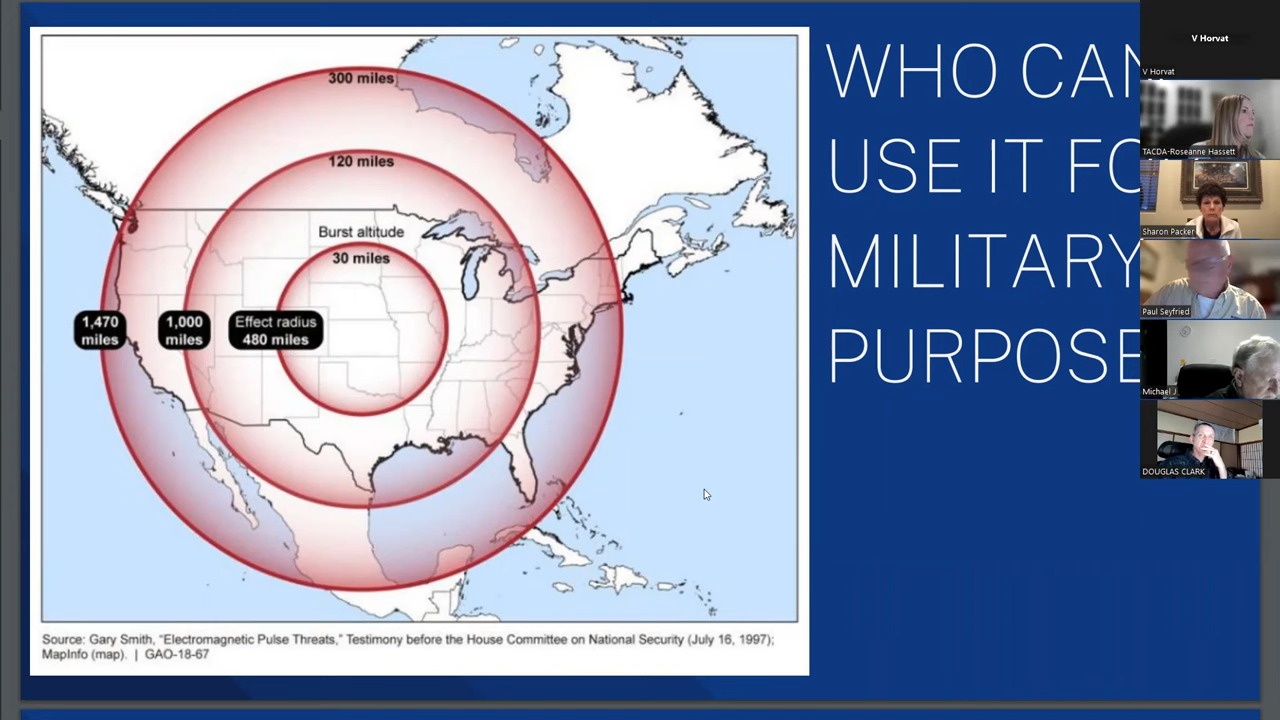 300 miles
120 miles
Burst altitude
30 miles
1,470
miles
1,000
miles
Effect radius
480 miles
Source: Gary Smith, “Electromagnetic Pulse Threats,” Testimony before the House Committee on National Security (July 16, 1997);
MapInfo (map). | GAO-18-67
WHO CAN
USE IT FO
MILITARY
PURPOSE
V Horvat
V Horvat
TACDA-Roseanne Hassett
Sharon Packer
Paul Seyfried
Michael J
DOUGLAS CLARK